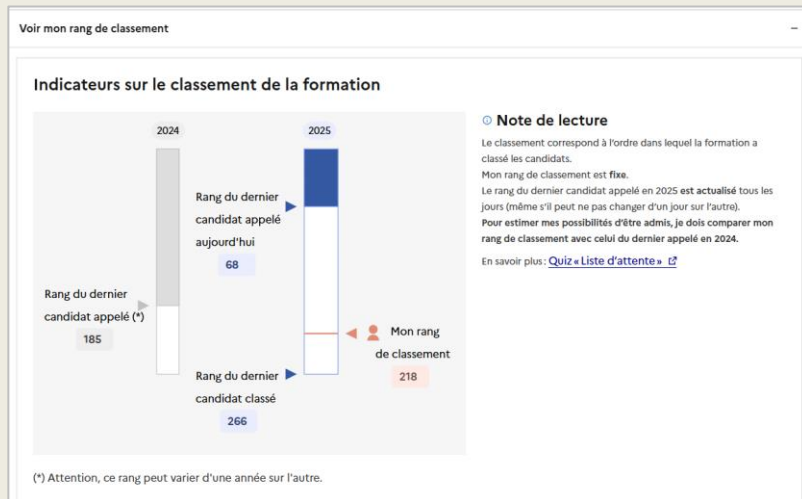 Voir mon rang de classement
–
Indicateurs sur le classement de la formation
2024
2025
Rang du dernier
candidat appelé
aujourd'hui
68
Rang du dernier
candidat appelé (*)
185
Mon rang
de classement
218
Rang du dernier
candidat classé
266
Note de lecture
Le classement correspond à l'ordre dans lequel la formation a
classé les candidats.
Mon rang de classement est fixe.
Le rang du dernier candidat appelé en 2025 est actualisé tous les
jours (même s'il peut ne pas changer d'un jour sur l'autre).
Pour estimer mes possibilités d'être admis, je dois comparer mon
rang de classement avec celui du dernier appelé en 2024.
En savoir plus: Quiz « Liste d'attente »
(*) Attention, ce rang peut varier d'une année sur l'autre.